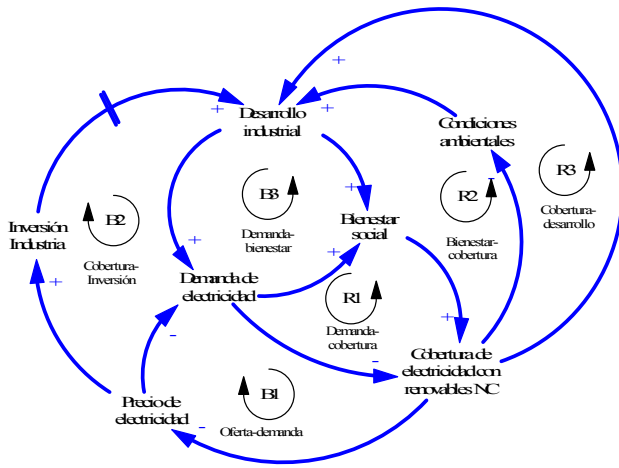 +
+
+
Desarrollo
industrial
Condiciones
ambientales
R3
B3
+
R2
-
Inversión
Industria
B2
Demanda-
bienestar
Bienestar
social
Cobertura-
desarrollo
+
+
Bienestar-
cobertura
Cobertura-
Inversión
+
Demanda de
electricidad
R1
+
Demanda-
cobertura
-
-
Cobertura de
electricidad con
renovables NC
Precio de
electricidad
B1
-
Oferta-demanda